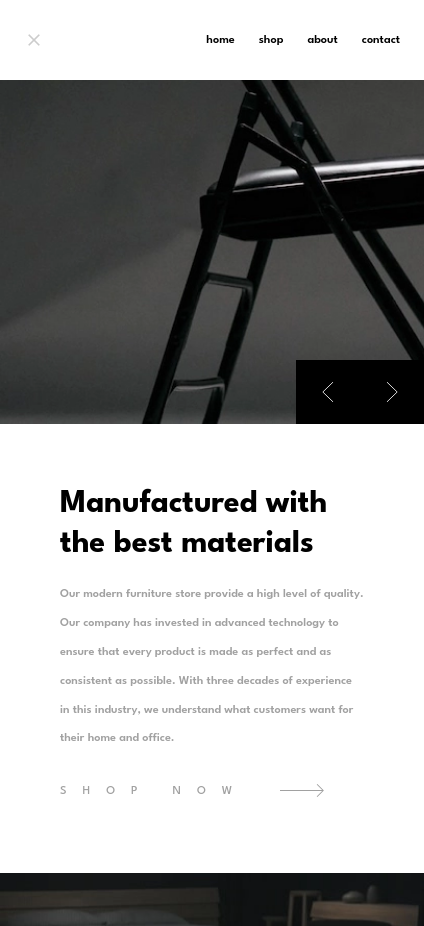 home shop about contact
Manufactured with
the best materials
Our modern furniture store provide a high level of quality.
Our company has invested in advanced technology to
ensure that every product is made as perfect and as
consistent as possible. With three decades of experience
in this industry, we understand what customers want for
their home and office.
SHOP NOW